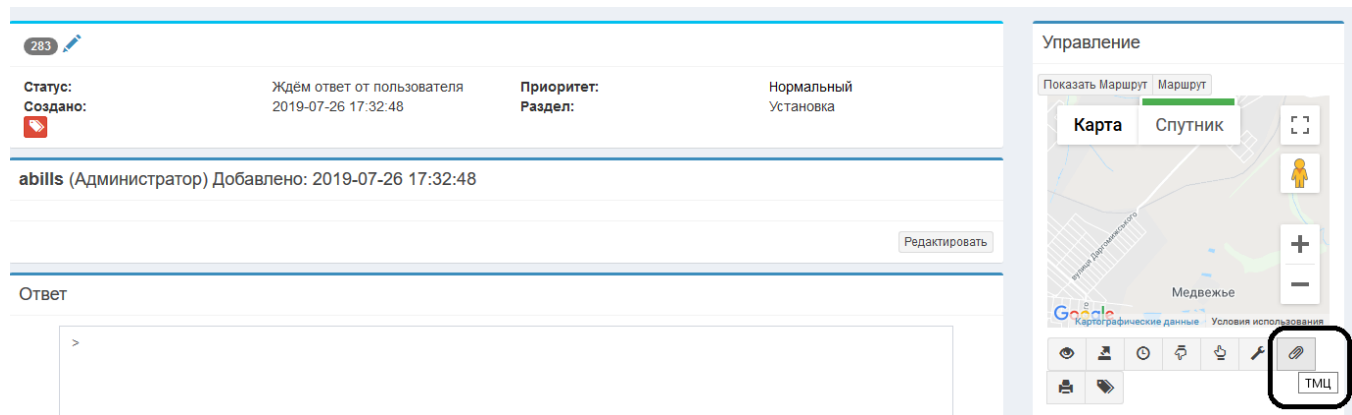 283
Статус: Ждём ответ от пользователя Приоритет: Нормальный
Создано: 2019-07-26 17:32:48 Раздел: Установка
abills (Администратор) Добавлено: 2019-07-26 17:32:48
Редактировать
Ответ
>
Управление
Показать Маршрут Маршрут
Карта Спутник
вулиця Даргомижського
Медвежье
Google
Картографические данные Условия использования
ТМЦ